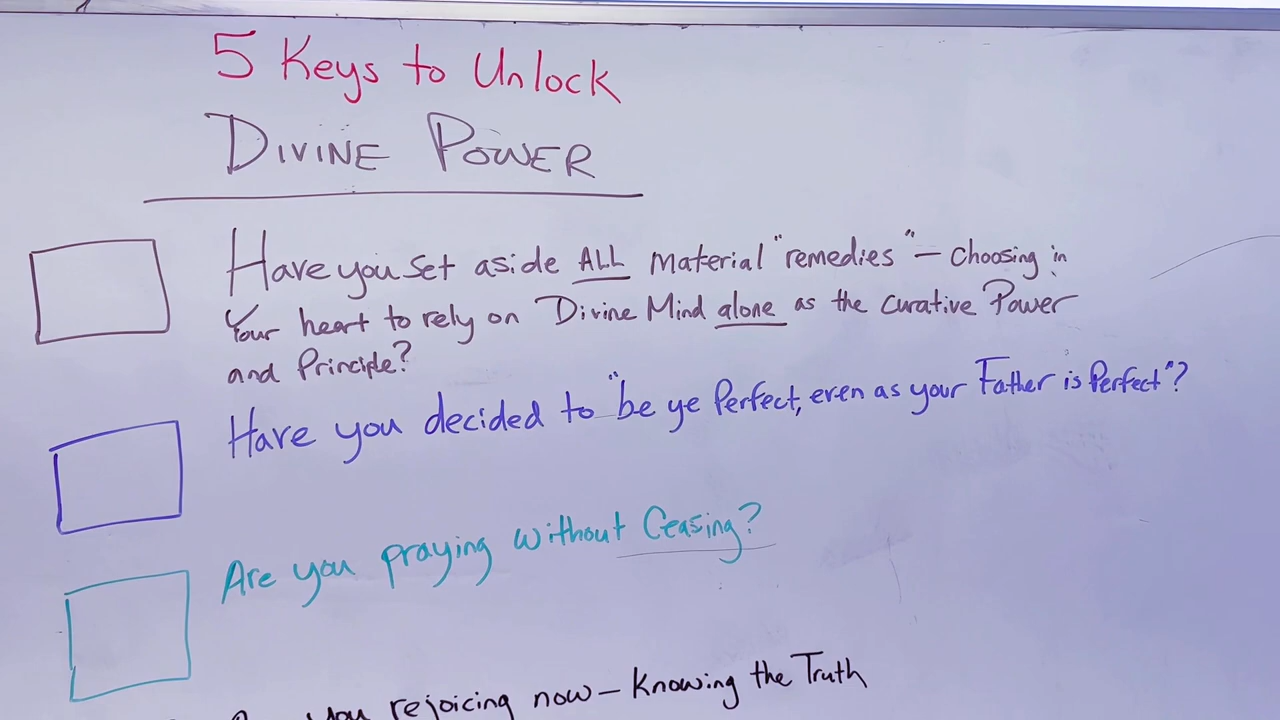 5 Keys to Unlock
DIVINE POWER
Have you set aside ALL material "remedies" — choosing in
Your heart to rely on Divine Mind alone as the curative Power
and Principle?
Have you decided to "be ye Perfect, even as your Father is Perfect"?
Are you praying without Ceasing?
you rejoicing now — Knowing the Truth